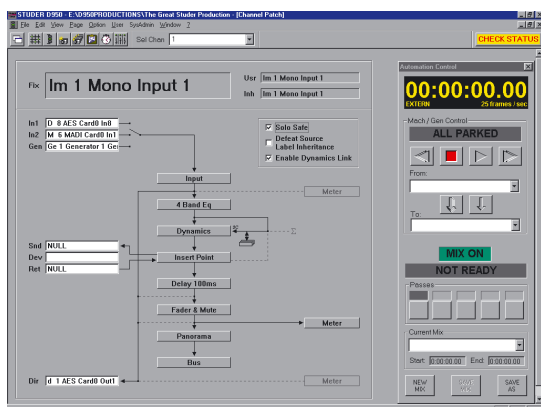 STUDER D950 - E:\D950PRODUCTIONS\The Great Studer Production - [Channel Patch]
File Edit View Page Option User SysAdmin Window ?
Sel Chan 1
CHECK STATUS
Automation Control
Fix Im 1 Mono Input 1
Usr Im 1 Mono Input 1
Inh Im 1 Mono Input 1
00:00:00.00
EXTERN 25 frames / sec
In1 D 8 AES Card0 In8
In2 M 6 MADI Card0 In1
Gen Ge 1 Generator 1 Ge
Solo Safe
Defeat Source
Label Inheritance
Enable Dynamics Link
Mach / Gen Control
ALL PARKED
Input
Meter
4 Band Eq
Dynamics
Σ
From:
To:
Snd NULL
Dev
Ret NULL
Insert Point
Delay 100ms
MIX ON
NOT READY
Fader & Mute
Meter
Panorama
Bus
Passes
Current Mix
Start: 00:00:00.00 End: 00:00:00.00
Dir d 1 AES Card0 Out1
Meter
NEW
MIX
SAVE
MIX
SAVE
AS